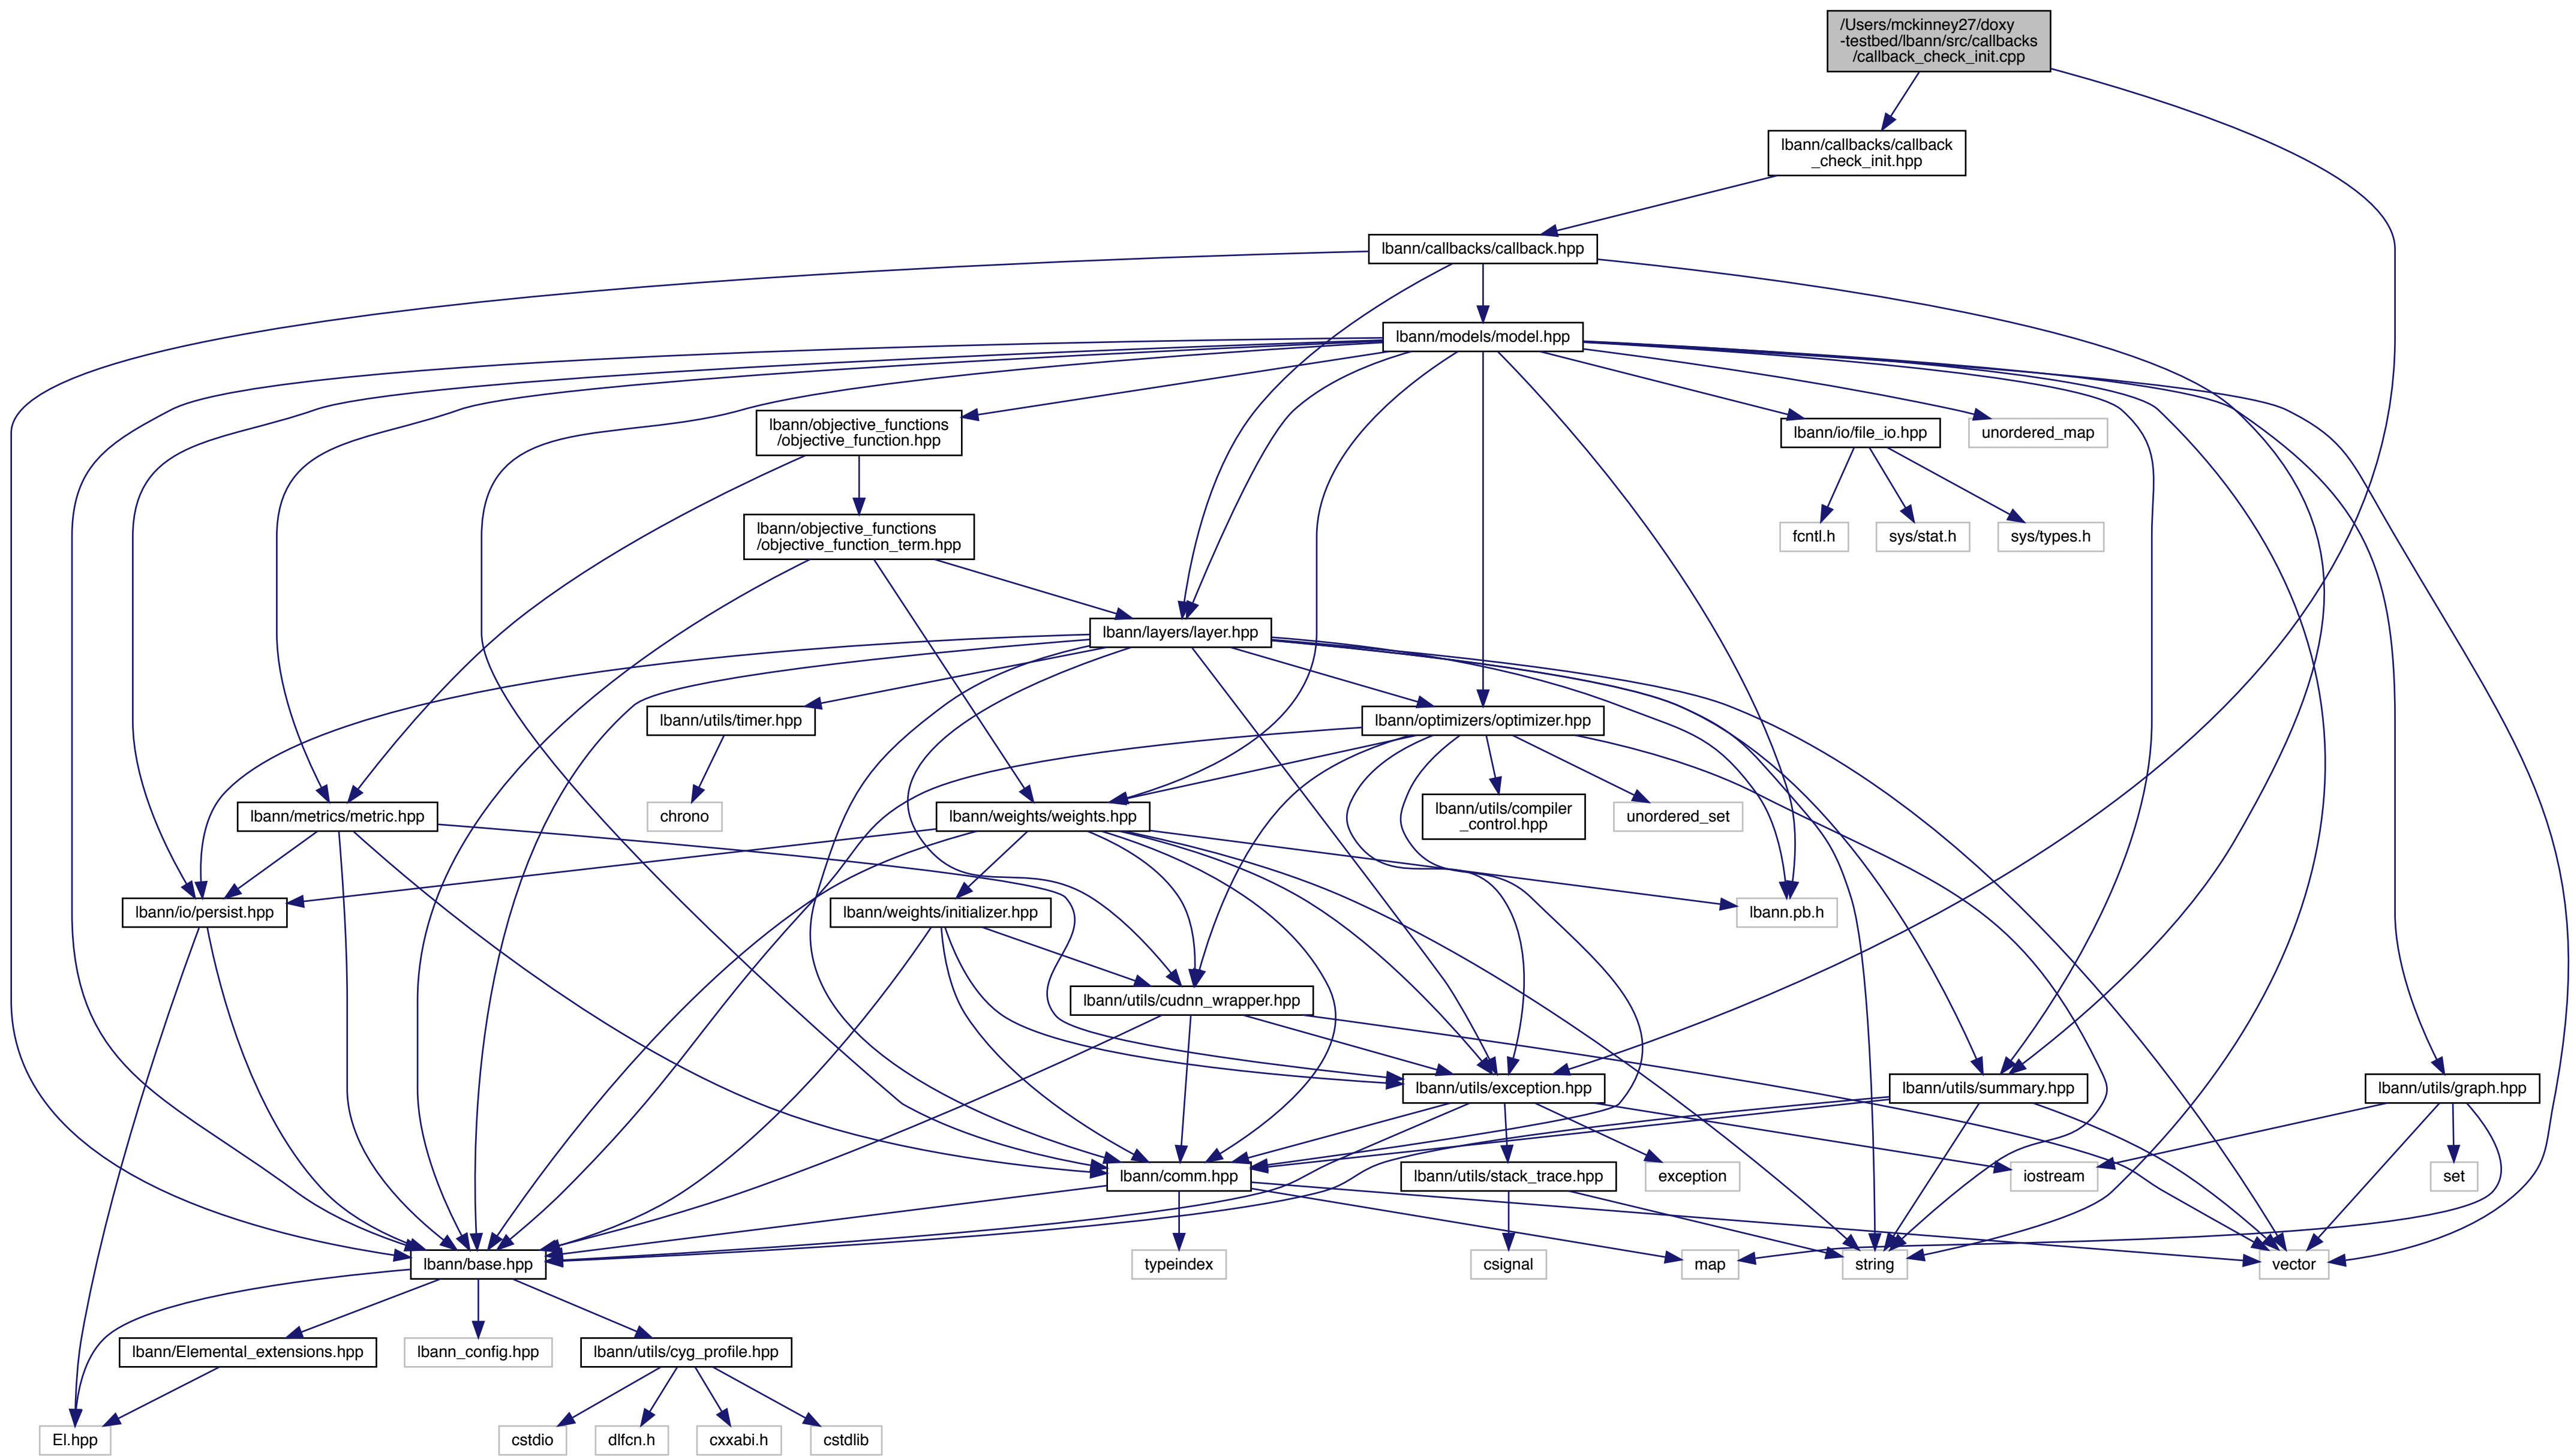 /Users/mckinney27/doxy
-testbed/lbann/src/callbacks
/callback_check_init.cpp
lbann/callbacks/callback
_check_init.hpp
lbann/callbacks/callback.hpp
lbann/models/model.hpp
lbann/objective_functions
/objective_function.hpp
lbann/io/file_io.hpp
unordered_map
lbann/objective_functions
/objective_function_term.hpp
fcntl.h
sys/stat.h
sys/types.h
lbann/layers/layer.hpp
lbann/utils/timer.hpp
lbann/optimizers/optimizer.hpp
lbann/metrics/metric.hpp
chrono
lbann/weights/weights.hpp
lbann/utils/compiler
_control.hpp
unordered_set
lbann/io/persist.hpp
lbann/weights/initializer.hpp
lbann.pb.h
lbann/utils/cudnn_wrapper.hpp
lbann/utils/exception.hpp
lbann/utils/summary.hpp
lbann/utils/graph.hpp
lbann/comm.hpp
lbann/utils/stack_trace.hpp
exception
iostream
set
lbann/base.hpp
typeindex
csignal
map
string
vector
lbann/Elemental_extensions.hpp
lbann_config.hpp
lbann/utils/cyg_profile.hpp
El.hpp
cstdio
dlfcn.h
cxxabi.h
cstdlib